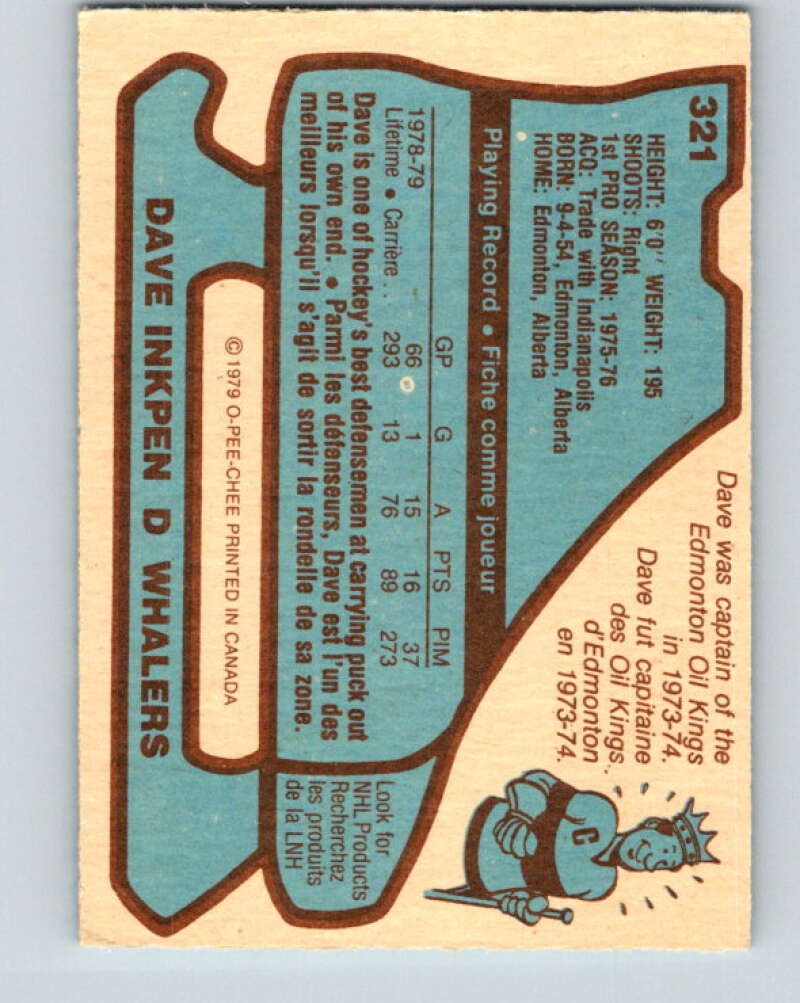 321
HEIGHT: 6'0" WEIGHT: 195
SHOOTS: Right
1st PRO SEASON: 1975-76
ACQ: Trade with Indianapolis
BORN: 9-4-54, Edmonton, Alberta
HOME: Edmonton, Alberta
Dave was captain of the
Edmonton Oil Kings
in 1973-74.
Dave fut capitaine
des Oil Kings
d'Edmonton
en 1973-74.
C
Playing Record • Fiche comme joueur
GP G A PTS PIM
1978-79 66 1 15 16 37
Lifetime • Carrière .. 293 13 76 89 273
Dave is one of hockey's best defensemen at carrying puck out
of his own end. • Parmi les défenseurs, Dave est l'un des
meilleurs lorsqu'il s'agit de sortir la rondelle de sa zone.
Look for
NHL Products
Recherchez
les produits
de la LNH
© 1979 O-PEE-CHEE PRINTED IN CANADA
DAVE INKPEN D WHALERS